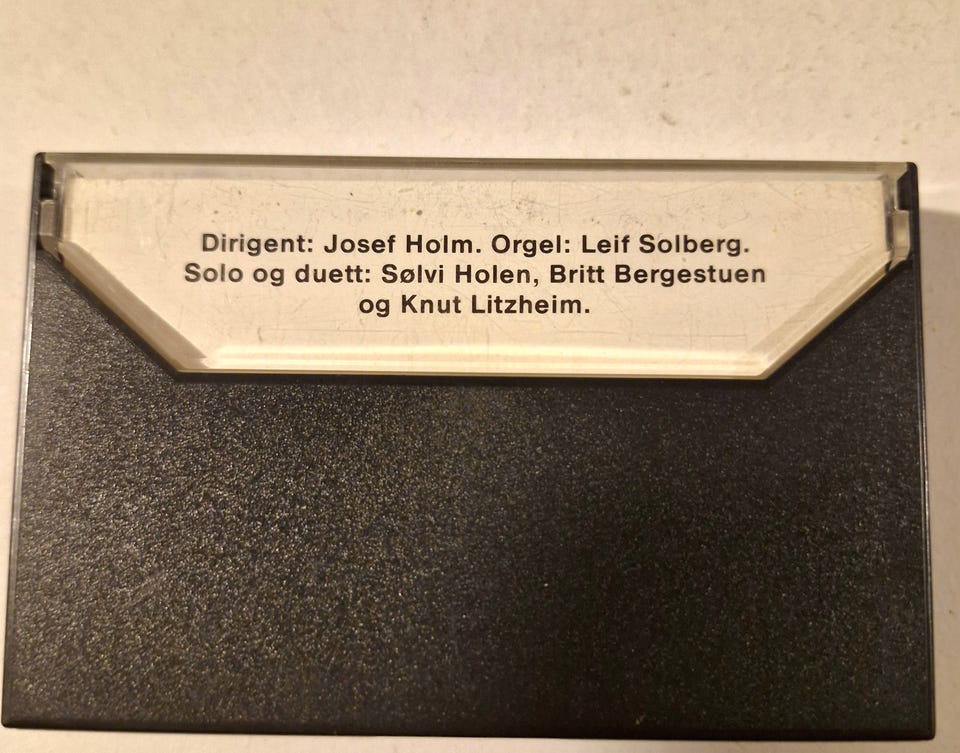 Dirigent: Josef Holm. Orgel: Leif Solberg.
Solo og duett: Sølvi Holen, Britt Bergestuen
og Knut Litzheim.